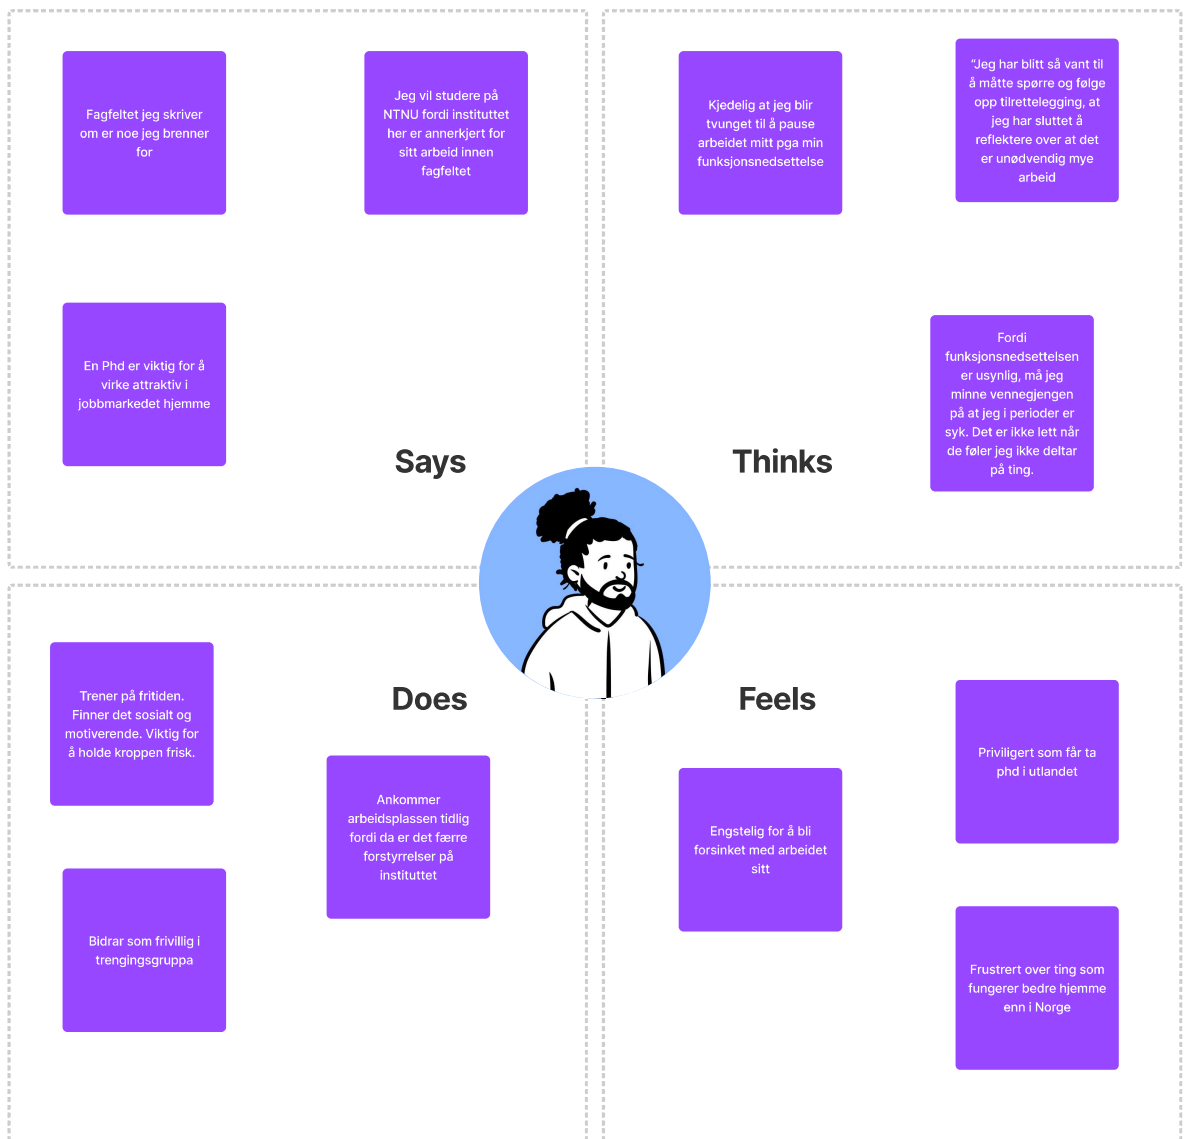 Fagfeltet jeg skriver
om er noe jeg brenner
for
Jeg vil studere på
NTNU fordi instituttet
her er annerkjert for
sitt arbeid innen
fagfeltet
En Phd er viktig for å
virke attraktiv i
jobbmarkedet hjemme
Says
Kjedelig at jeg blir
tvunget til å pause
arbeidet mitt pga min
funksjonsnedsettelse
“Jeg har blitt så vant til
å måtte spørre og følge
opp tilrettelegging, at
jeg har sluttet å
reflektere over at det
er unødvendig mye
arbeid
Fordi
funksjonsnedsettelsen
er usynlig, må jeg
minne vennegjengen
på at jeg i perioder er
syk. Det er ikke lett når
de føler jeg ikke deltar
på ting.
Thinks
Trener på fritiden.
Finner det sosialt og
motiverende. Viktig for
å holde kroppen frisk.
Does
Ankommer
arbeidsplassen tidlig
fordi da er det færre
forstyrrelser på
instituttet
Bidrar som frivillig i
trengingsgruppa
Feels
Priviligert som får ta
phd i utlandet
Engstelig for å bli
forsinket med arbeidet
sitt
Frustrert over ting som
fungerer bedre hjemme
enn i Norge